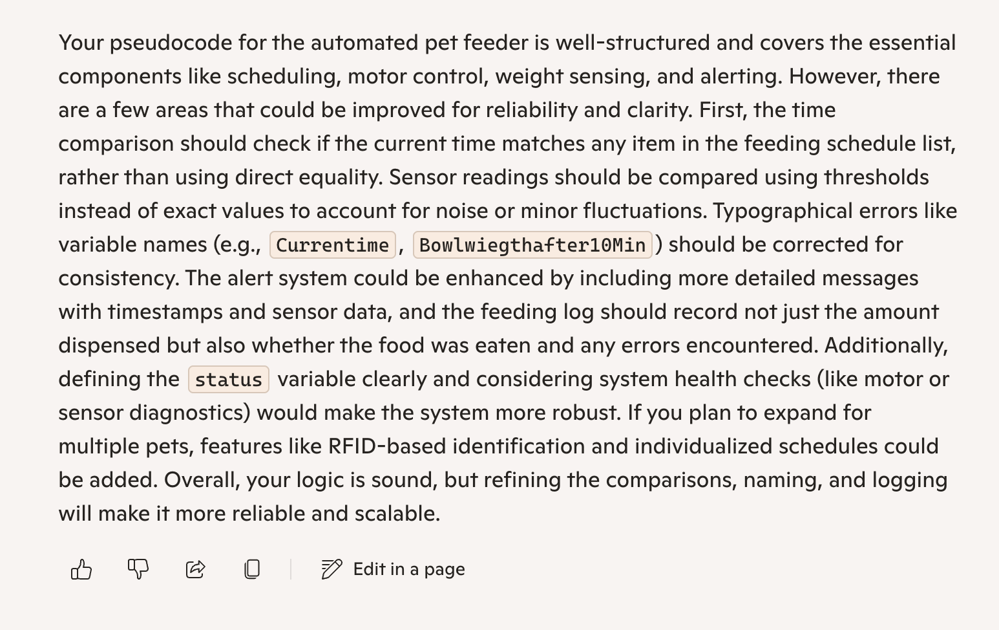 Your pseudocode for the automated pet feeder is well-structured and covers the essential
components like scheduling, motor control, weight sensing, and alerting. However, there
are a few areas that could be improved for reliability and clarity. First, the time
comparison should check if the current time matches any item in the feeding schedule list,
rather than using direct equality. Sensor readings should be compared using thresholds
instead of exact values to account for noise or minor fluctuations. Typographical errors like
variable names (e.g., Currentime, Bowlwiegthafter10Min) should be corrected for
consistency. The alert system could be enhanced by including more detailed messages
with timestamps and sensor data, and the feeding log should record not just the amount
dispensed but also whether the food was eaten and any errors encountered. Additionally,
defining the status variable clearly and considering system health checks (like motor or
sensor diagnostics) would make the system more robust. If you plan to expand for
multiple pets, features like RFID-based identification and individualized schedules could
be added. Overall, your logic is sound, but refining the comparisons, naming, and logging
will make it more reliable and scalable.
Edit in a page